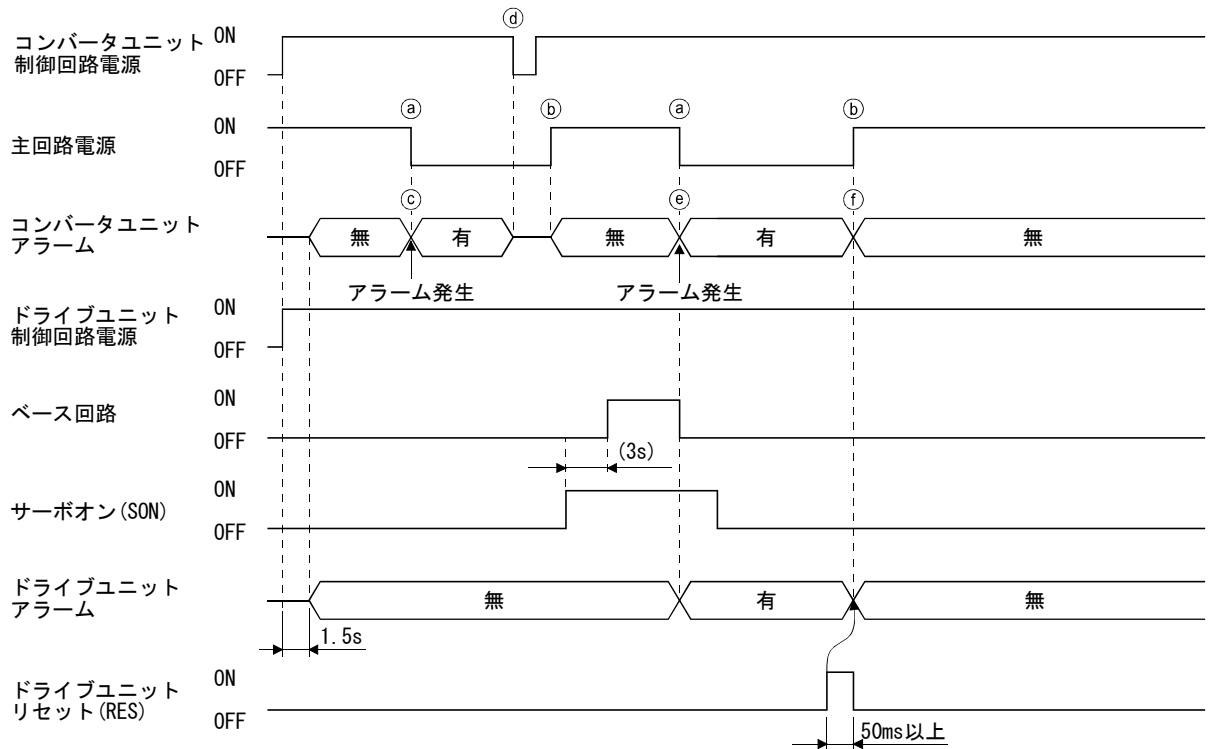 ⓓ
コンバータユニット ON
制御回路電源 OFF
ⓐ ⓑ ⓐ ⓑ
主回路電源 ON
OFF
ⓒ ⓔ ⓕ
コンバータユニット
アラーム 無 有 無 有 無
アラーム発生 アラーム発生
ドライブユニット ON
制御回路電源 OFF
ベース回路 ON
OFF
(3s)
サーボオン(SON) ON
OFF
ドライブユニット
アラーム 無 有 無
1.5s
ドライブユニット ON
リセット(RES) OFF
50ms以上